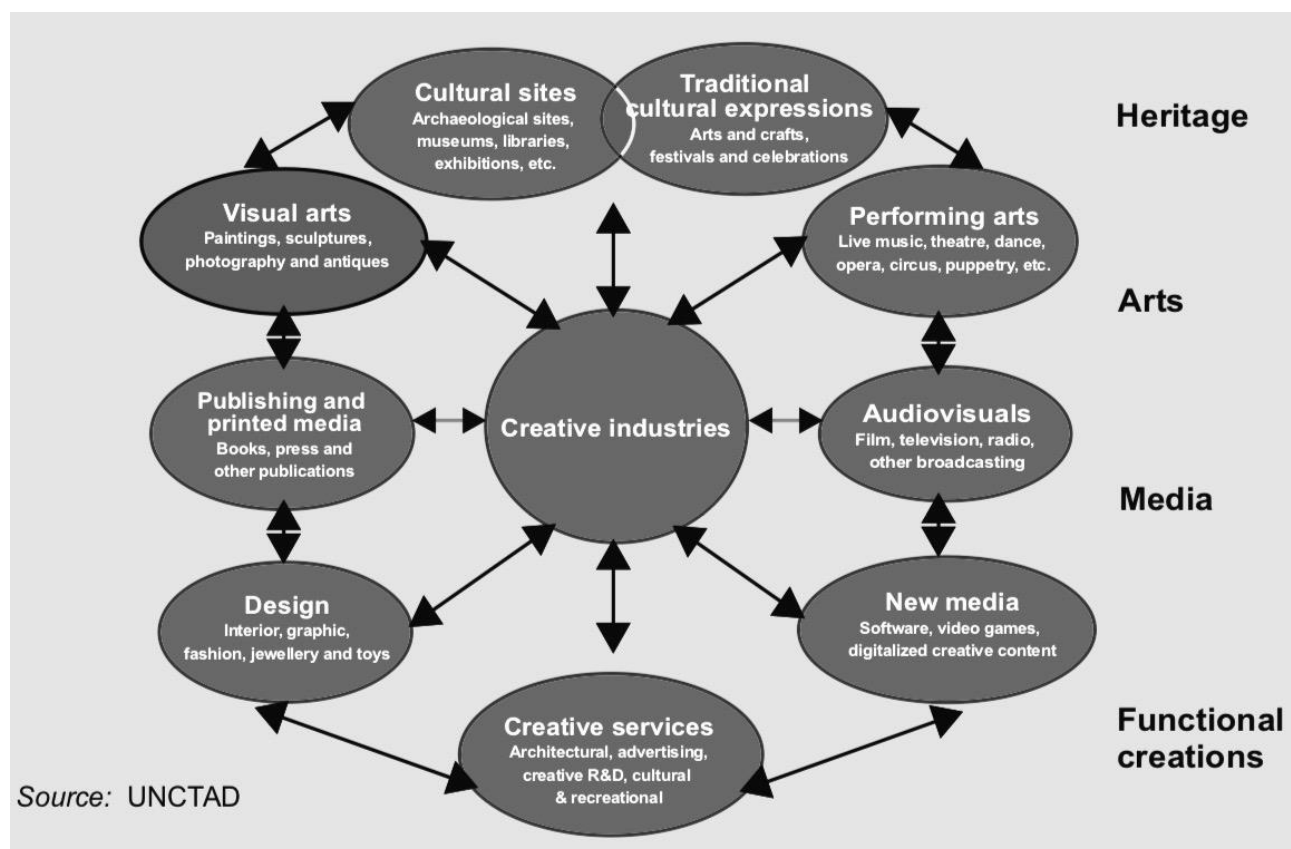 Cultural sites
Archaeological sites,
museums, libraries,
exhibitions, etc.
Traditional
cultural expressions
Arts and crafts,
festivals and celebrations
Heritage
Visual arts
Paintings, sculptures,
photography and antiques
Performing arts
Live music, theatre, dance,
opera, circus, puppetry, etc.
Arts
Publishing and
printed media
Books, press and
other publications
Creative industries
Audiovisuals
Film, television, radio,
other broadcasting
Media
Design
Interior, graphic,
fashion, jewellery and toys
New media
Software, video games,
digitalized creative content
Creative services
Architectural, advertising,
creative R&D, cultural
& recreational
Functional
creations
Source: UNCTAD